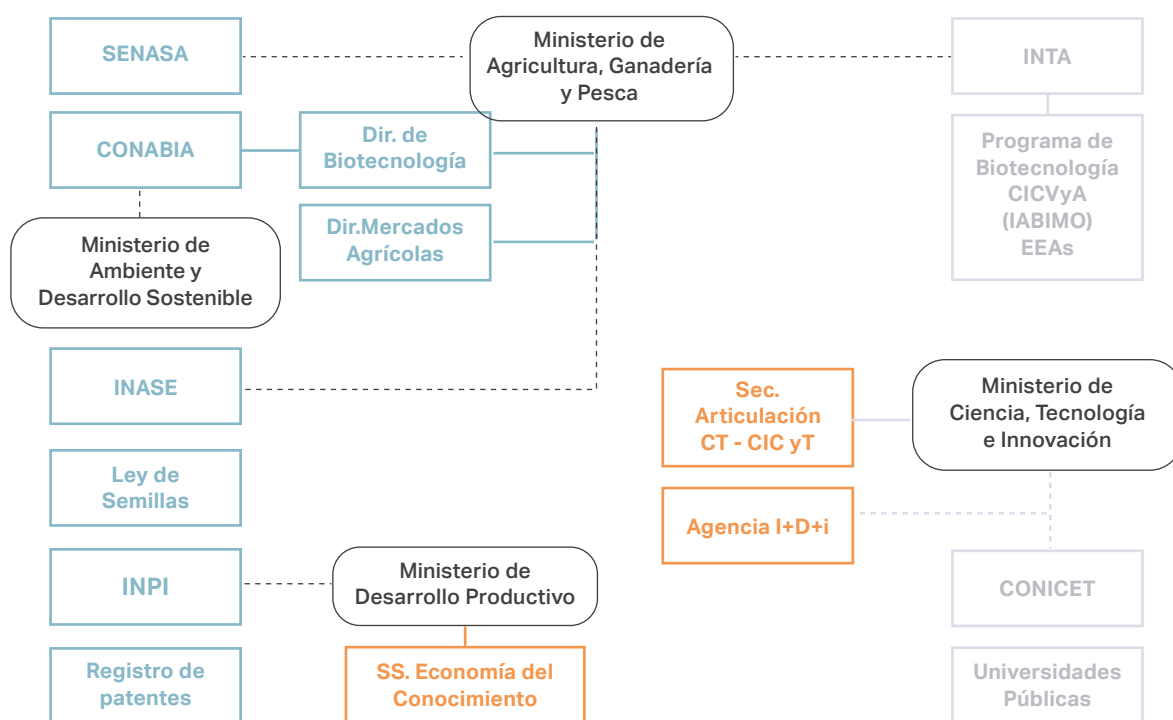 SENASA
Ministerio de
Agricultura, Ganadería
y Pesca
INTA
CONABIA
Dir. de
Biotecnología
Programa de
Biotecnología
CICVyA
(IABIMO)
EEAs
Dir.Mercados
Agrícolas
Ministerio de
Ambiente y
Desarrollo Sostenible
INASE
Sec.
Articulación
CT - CIC yT
Ministerio de
Ciencia, Tecnología
e Innovación
Ley de
Semillas
Agencia I+D+i
INPI
Ministerio de
Desarrollo Productivo
CONICET
Registro de
patentes
SS. Economía del
Conocimiento
Universidades
Públicas